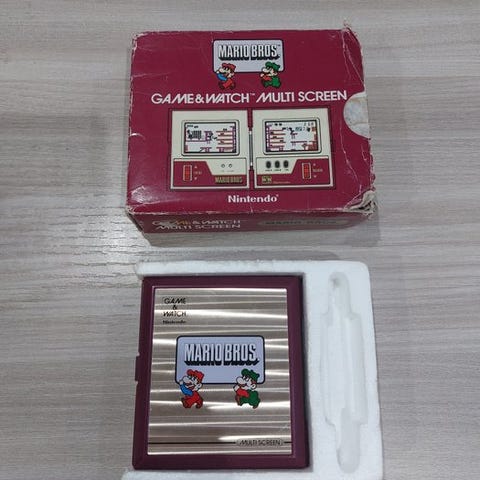 MARIO BROS.
GAME & WATCH™ MULTI SCREEN
MARIO BROS.
Nintendo®
GAME & WATCH
MULTI SCREEN
GAME
&
WATCH
Nintendo
MARIO BROS.
MULTI SCREEN